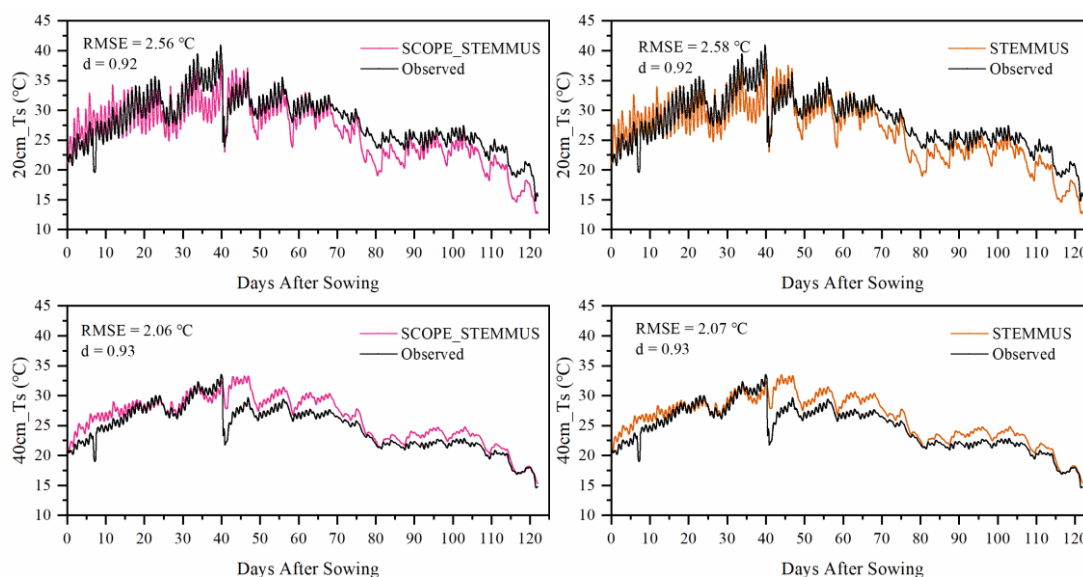 45
40
35
30
25
20
15
10
20cm_Ts (℃)
RMSE = 2.56 ℃
d = 0.92
SCOPE_STEMMUS
Observed
0 10 20 30 40 50 60 70 80 90 100 110 120
Days After Sowing
45
40
35
30
25
20
15
10
20cm_Ts (℃)
RMSE = 2.58 ℃
d = 0.92
STEMMUS
Observed
0 10 20 30 40 50 60 70 80 90 100 110 120
Days After Sowing
45
40
35
30
25
20
15
10
40cm_Ts (℃)
RMSE = 2.06 ℃
d = 0.93
SCOPE_STEMMUS
Observed
0 10 20 30 40 50 60 70 80 90 100 110 120
Days After Sowing
45
40
35
30
25
20
15
10
40cm_Ts (℃)
RMSE = 2.07 ℃
d = 0.93
STEMMUS
Observed
0 10 20 30 40 50 60 70 80 90 100 110 120
Days After Sowing